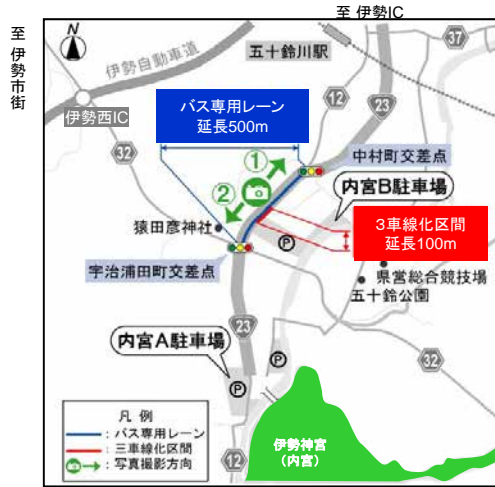 至 伊勢IC
至 伊勢市街
N
伊勢自動車道
五十鈴川駅
37
伊勢西IC
12
23
バス専用レーン
延長500m
32
①
中村町交差点
②
内宮B駐車場
猿田彦神社
3車線化区間
延長100m
P
宇治浦田町交差点
県営総合競技場
五十鈴公園
23
内宮A駐車場
32
P
P
凡 例
：バス専用レーン
：三車線化区間
：写真撮影方向
12
伊勢神宮
（内宮）